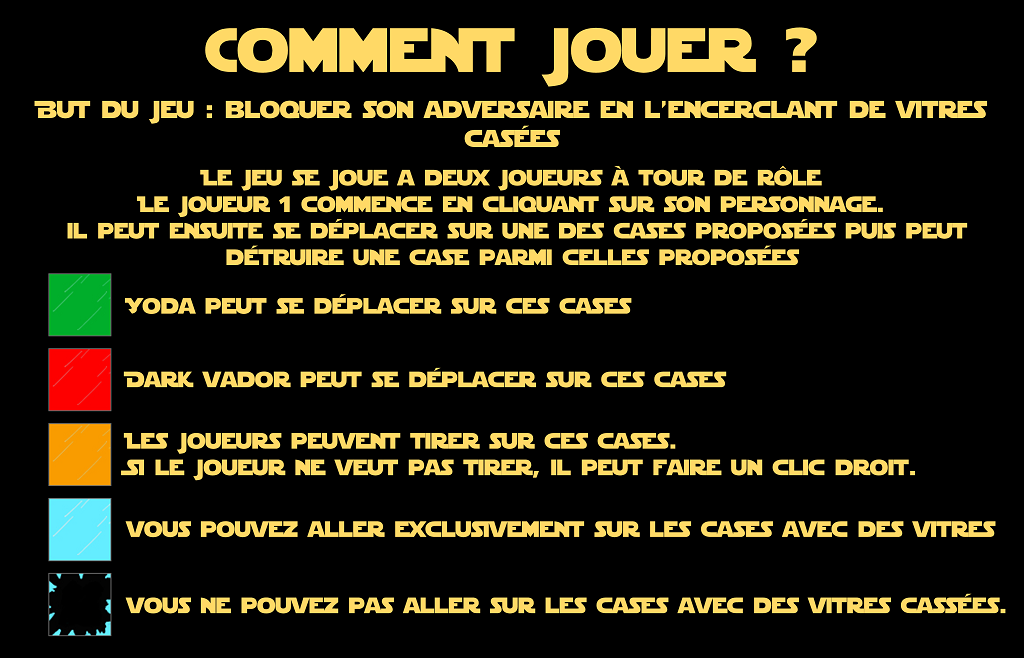 Comment jouer ?
But du jeu : bloquer son adversaire en l'encerclant de vitres
casées
Le jeu se joue a deux joueurs à tour de rôle
Le joueur 1 commence en cliquant sur son personnage.
il peut ensuite se déplacer sur une des cases proposées puis peut
détruire une case parmi celles proposées
Yoda peut se déplacer sur ces cases
Dark vador peut se déplacer sur ces cases
Les joueurs peuvent tirer sur ces cases.
Si le joueur ne veut pas tirer, il peut faire un clic droit.
vous pouvez aller exclusivement sur les cases avec des vitres
vous ne pouvez pas aller sur les cases avec des vitres cassées.